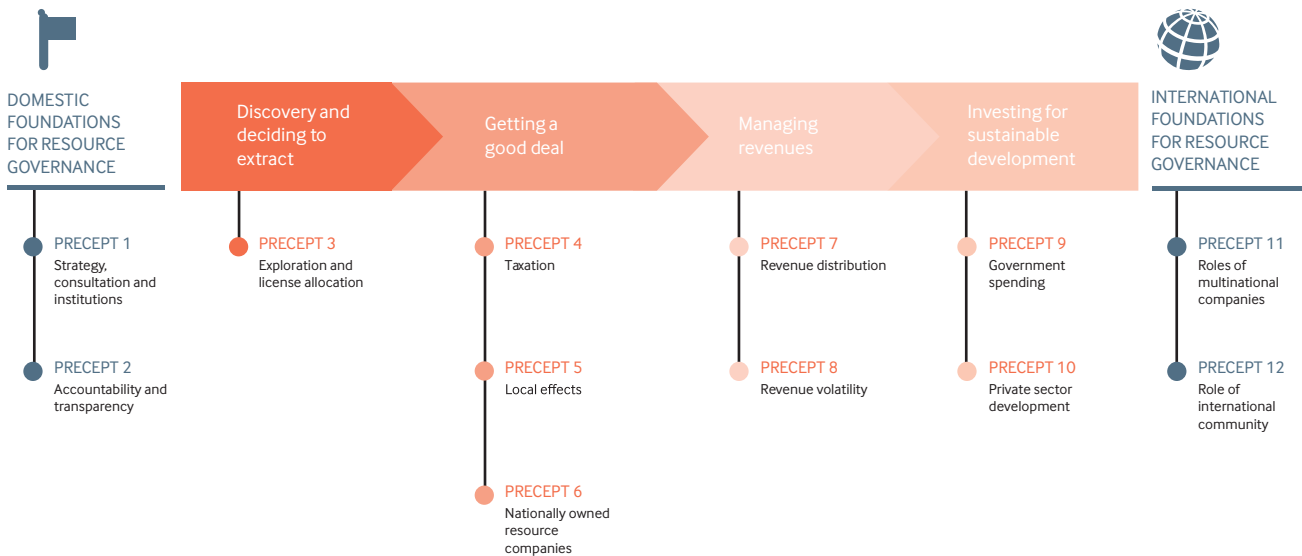 DOMESTIC
FOUNDATIONS
FOR RESOURCE
GOVERNANCE
PRECEPT 1
Strategy,
consultation and
institutions
PRECEPT 2
Accountability and
transparency
Discovery and
deciding to
extract
PRECEPT 3
Exploration and
license allocation
Getting a
good deal
PRECEPT 4
Taxation
PRECEPT 5
Local effects
PRECEPT 6
Nationally owned
resource
companies
Managing
revenues
PRECEPT 7
Revenue distribution
PRECEPT 8
Revenue volatility
Investing for
sustainable
development
PRECEPT 9
Government
spending
PRECEPT 10
Private sector
development
INTERNATIONAL
FOUNDATIONS
FOR RESOURCE
GOVERNANCE
PRECEPT 11
Roles of
multinational
companies
PRECEPT 12
Role of
international
community